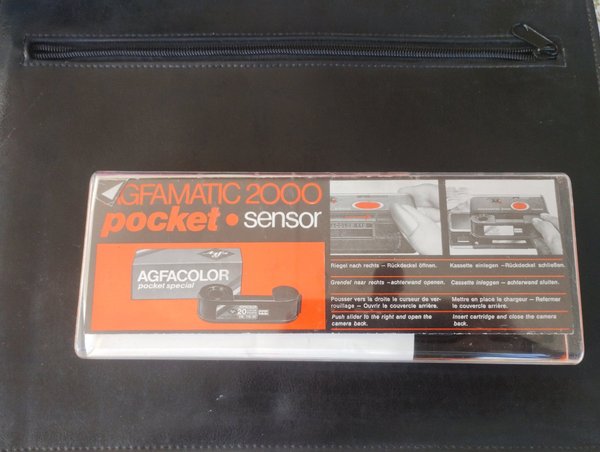 AGFAMATIC 2000
pocket • sensor
AGFACOLOR
pocket special
20
Riegel nach rechts – Rückdeckel öffnen.
Grendel naar rechts – achterwand openen.
Pousser vers la droite le curseur de ver-
rouillage – Ouvrir le couvercle arrière.
Push slider to the right and open the
camera back.
Kassette einlegen – Rückdeckel schließen.
Cassette inleggen – achterwand sluiten.
Mettre en place le chargeur – Refermer
le couvercle arrière.
Insert cartridge and close the camera
back.